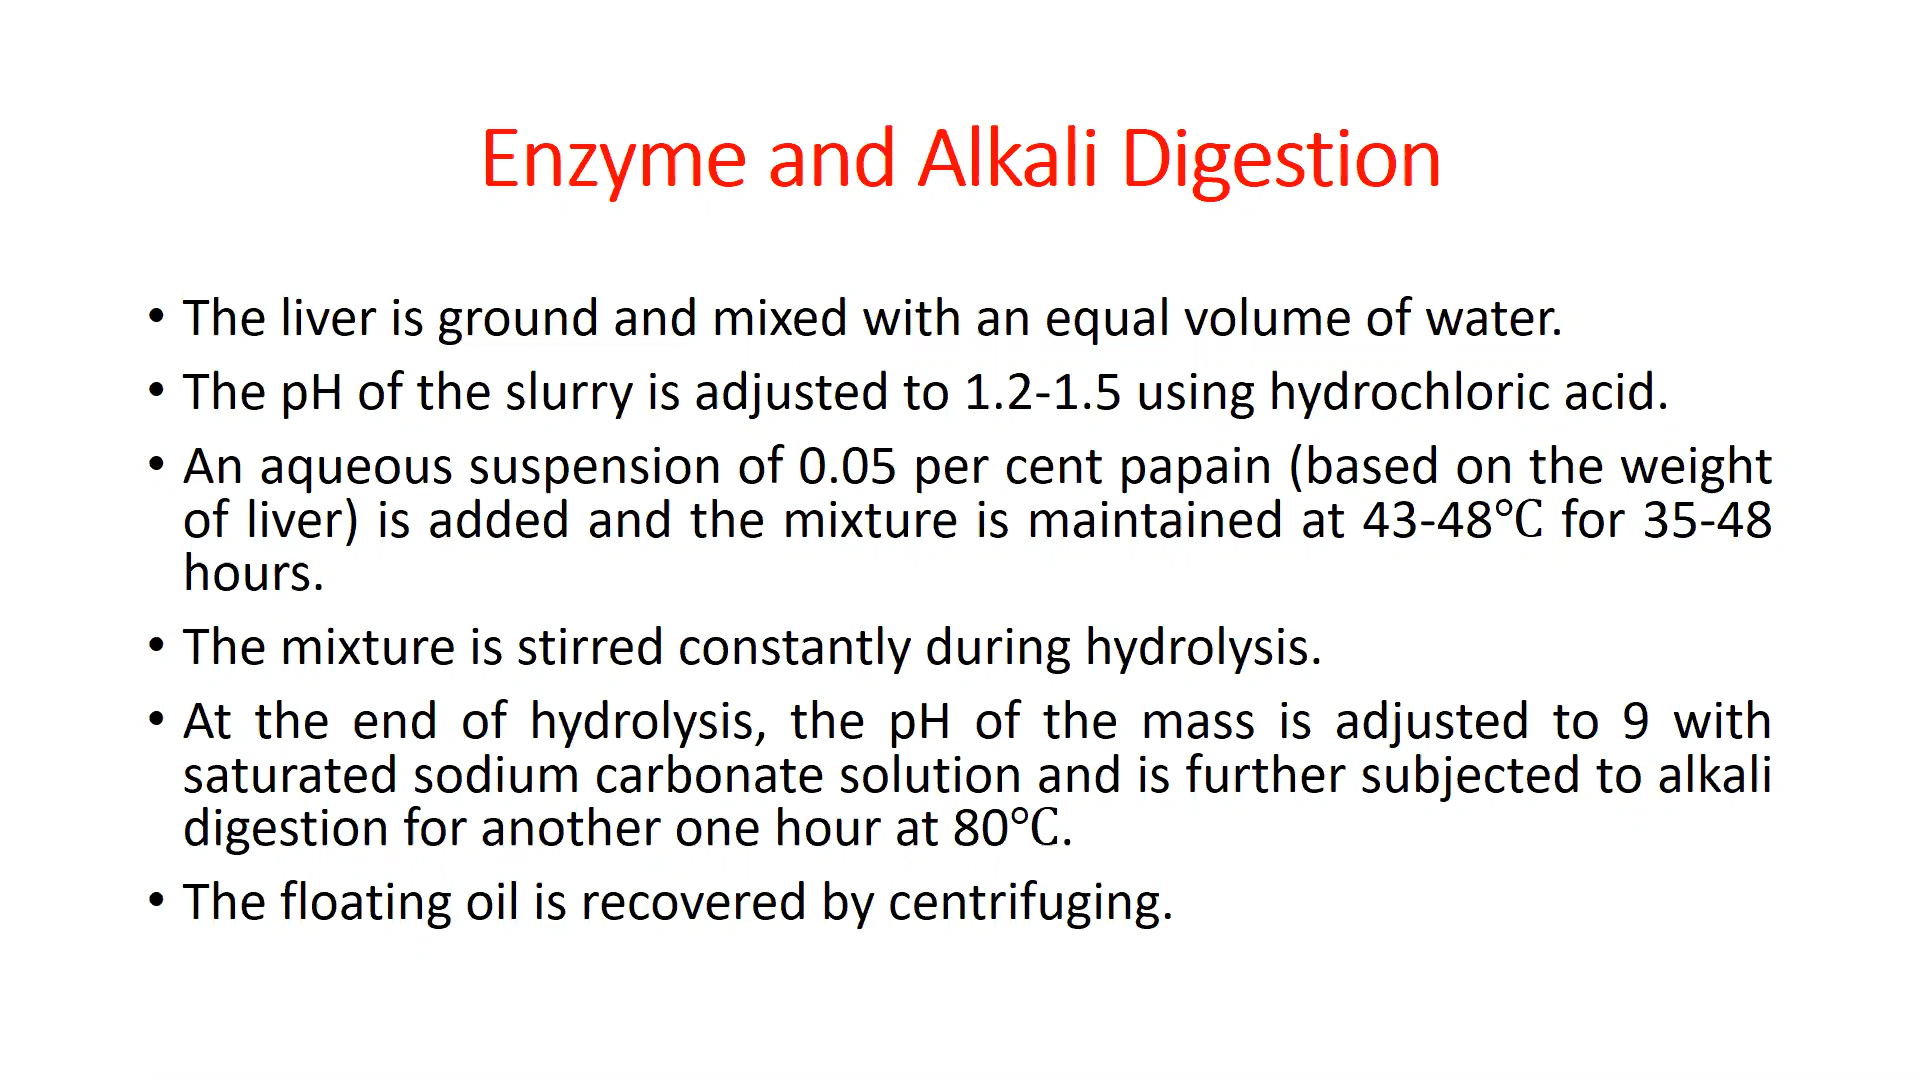 Enzyme and Alkali Digestion
• The liver is ground and mixed with an equal volume of water.
• The pH of the slurry is adjusted to 1.2-1.5 using hydrochloric acid.
• An aqueous suspension of 0.05 per cent papain (based on the weight
of liver) is added and the mixture is maintained at 43-48℃ for 35-48
hours.
• The mixture is stirred constantly during hydrolysis.
• At the end of hydrolysis, the pH of the mass is adjusted to 9 with
saturated sodium carbonate solution and is further subjected to alkali
digestion for another one hour at 80℃.
• The floating oil is recovered by centrifuging.